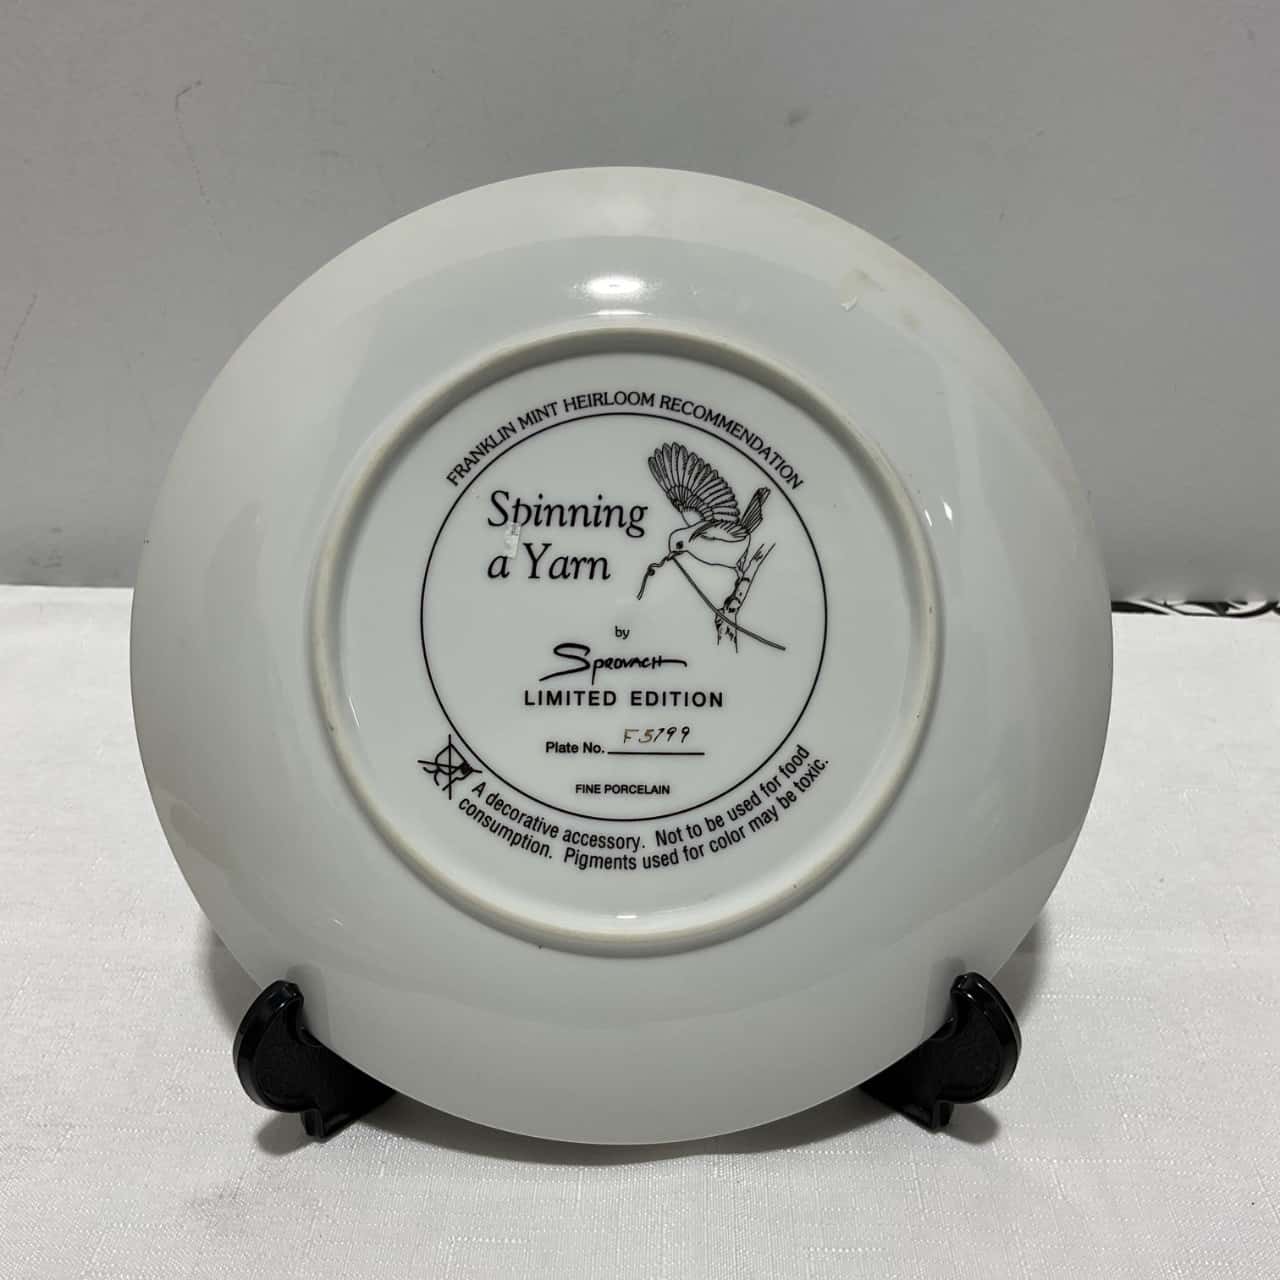 FRANKLIN MINT HEIRLOOM RECOMMENDATION
Spinning
a Yarn
by
Sprovach
LIMITED EDITION
Plate No. F5799
FINE PORCELAIN
A decorative accessory. Not to be used for food
consumption. Pigments used for color may be toxic.